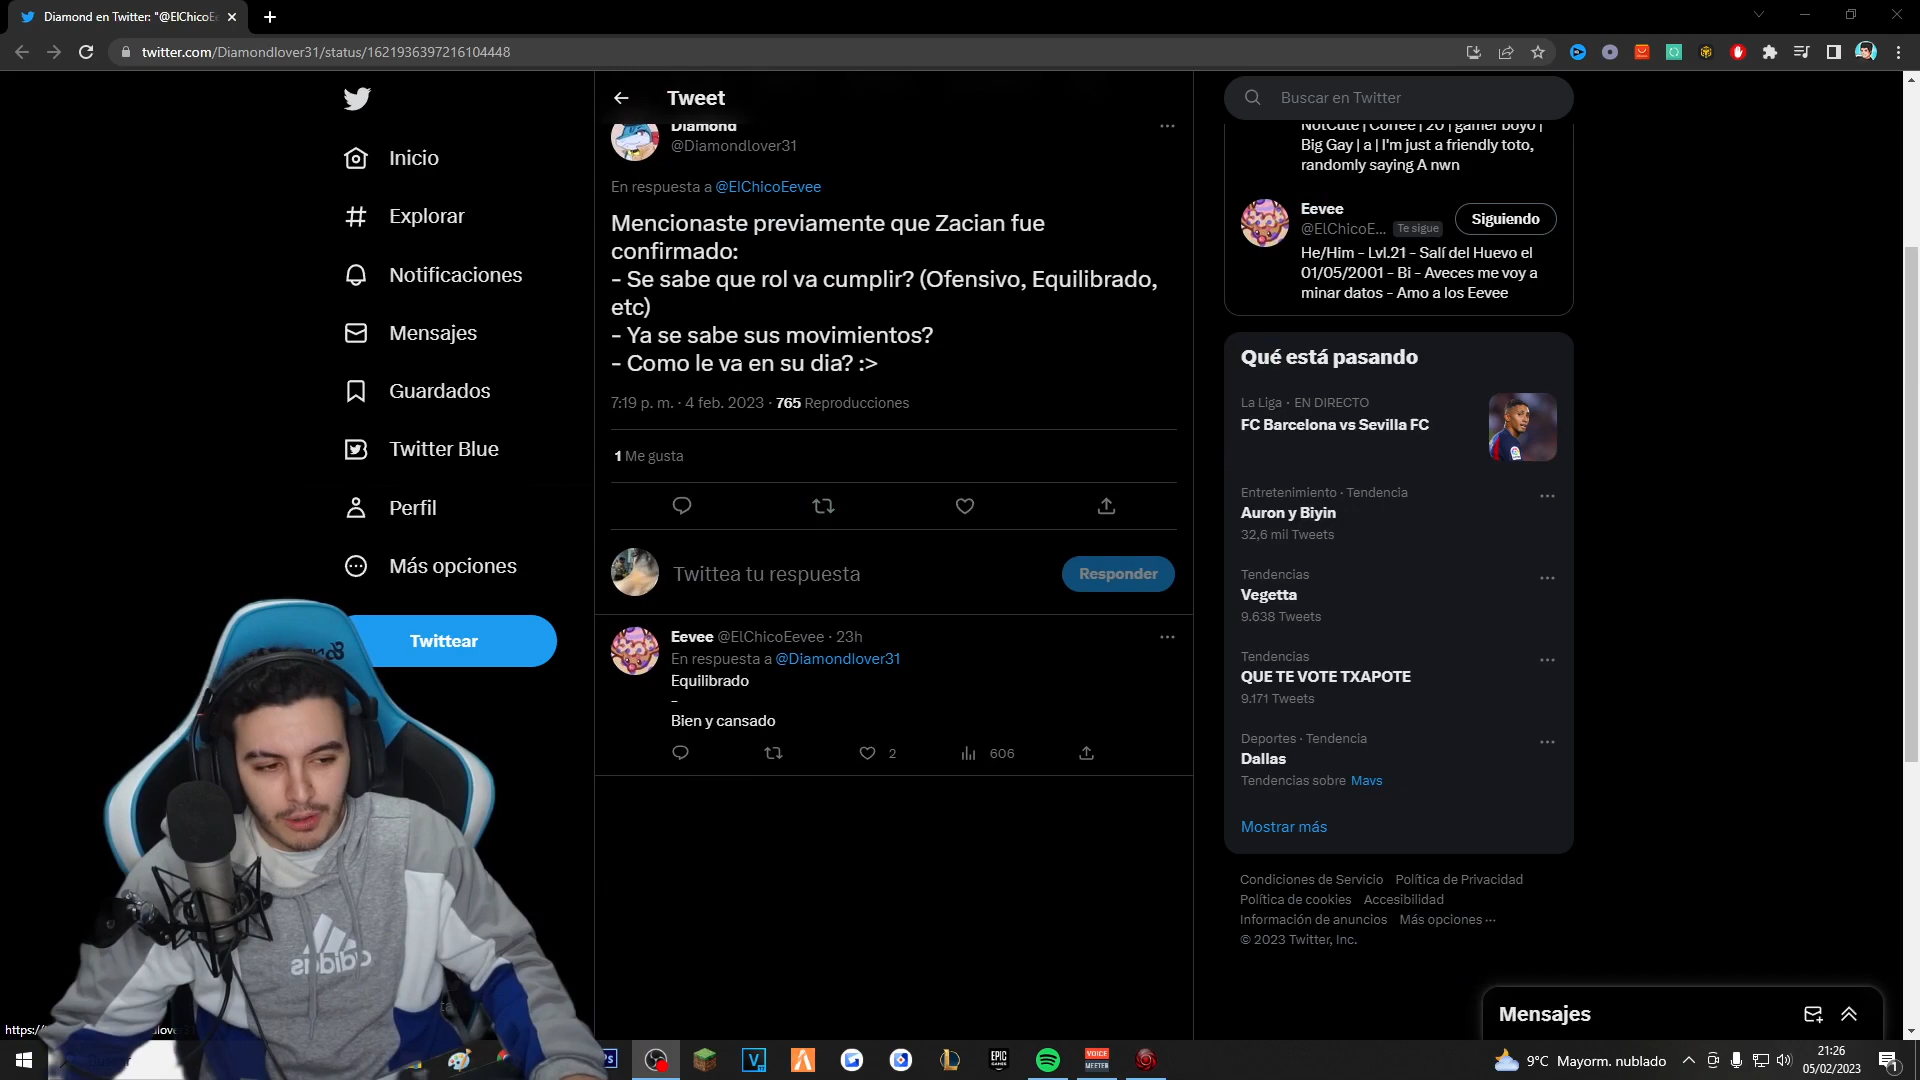 Diamond en Twitter: "@ElChicoEe
twitter.com/Diamondlover31/status/1621936397216104448
Inicio
Explorar
Notificaciones
Mensajes
Guardados
Twitter Blue
Perfil
Más opciones
Twittear
Tweet
Diamond
@Diamondlover31
En respuesta a @ElChicoEevee
Mencionaste previamente que Zacian fue
confirmado:
- Se sabe que rol va cumplir? (Ofensivo, Equilibrado,
etc)
- Ya se sabe sus movimientos?
- Como le va en su dia? :>
7:19 p. m. · 4 feb. 2023 · 765 Reproducciones
1 Me gusta
Twittea tu respuesta
Responder
Eevee @ElChicoEevee · 23h
En respuesta a @Diamondlover31
Equilibrado
-
Bien y cansado
2
606
Buscar en Twitter
NotCute | Coffee | 20 | gamer boyo |
Big Gay | a | I'm just a friendly toto,
randomly saying A nwn
Eevee
@ElChicoE... Te sigue
Siguiendo
He/Him - Lvl.21 - Salí del Huevo el
01/05/2001 - Bi - Aveces me voy a
minar datos - Amo a los Eevee
Qué está pasando
La Liga · EN DIRECTO
FC Barcelona vs Sevilla FC
Entretenimiento · Tendencia
Auron y Biyin
32,6 mil Tweets
Tendencias
Vegetta
9.638 Tweets
Tendencias
QUE TE VOTE TXAPOTE
9.171 Tweets
Deportes · Tendencia
Dallas
Tendencias sobre Mavs
Mostrar más
Condiciones de Servicio Política de Privacidad
Política de cookies Accesibilidad
Información de anuncios Más opciones ···
© 2023 Twitter, Inc.
Mensajes
adidas
https:/
Ps
V
EPIC
GAMES
VOICE
MEETER
9°C Mayorm. nublado
21:26
05/02/2023
1